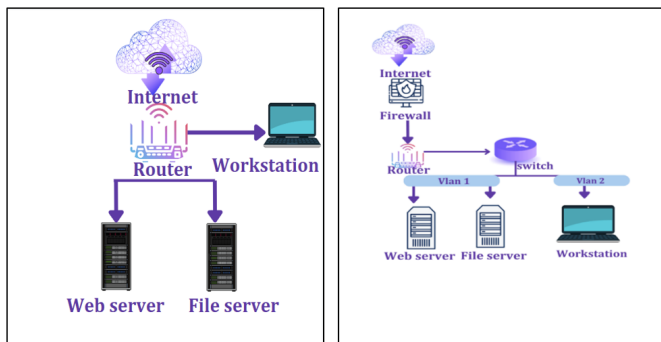 Internet
Router
Workstation
Web server
File server
Internet
Firewall
Router
switch
Vlan 1
Vlan 2
Web server
File server
Workstation